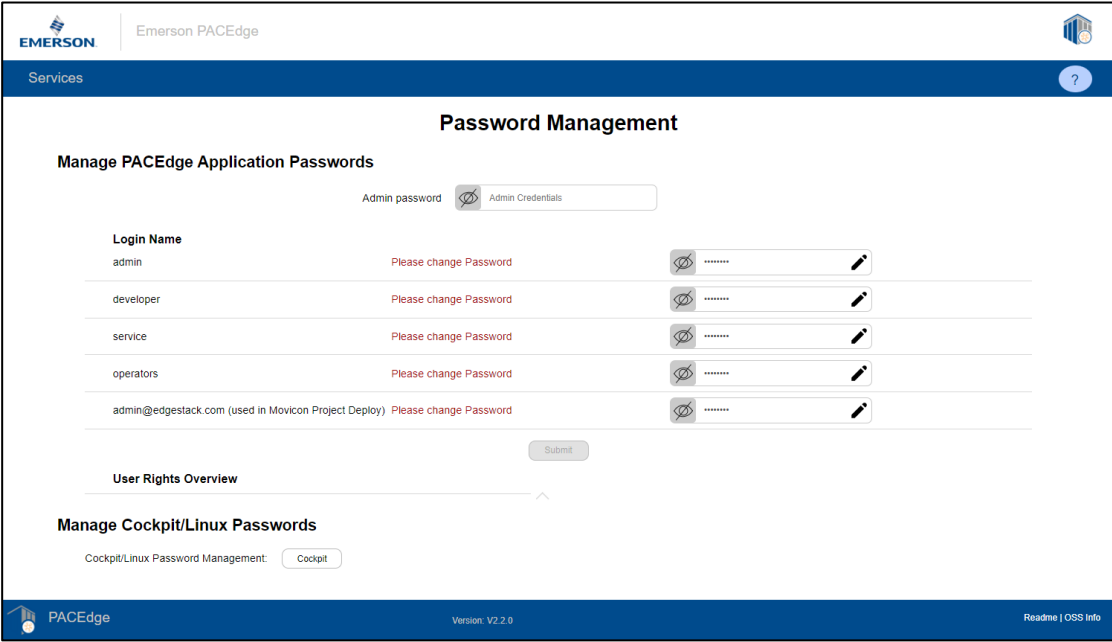 EMERSON
Emerson PACEdge
Services
?
Password Management
Manage PACEdge Application Passwords
Admin password Admin Credentials
Login Name
admin Please change Password ••••••••
developer Please change Password ••••••••
service Please change Password ••••••••
operators Please change Password ••••••••
admin@edgestack.com (used in Movicon Project Deploy) Please change Password ••••••••
Submit
User Rights Overview
Manage Cockpit/Linux Passwords
Cockpit/Linux Password Management: Cockpit
PACEdge Version: V2.2.0 Readme | OSS Info